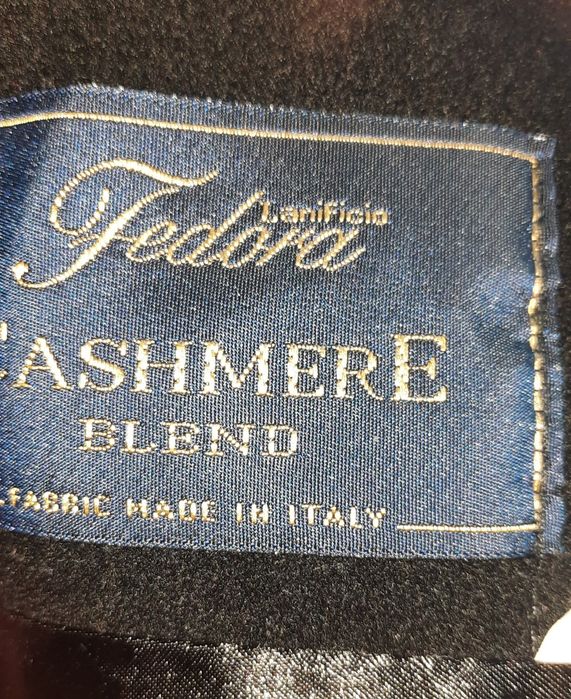 Lanificio
Fedora
CASHMERE
BLEND
FABRIC MADE IN ITALY